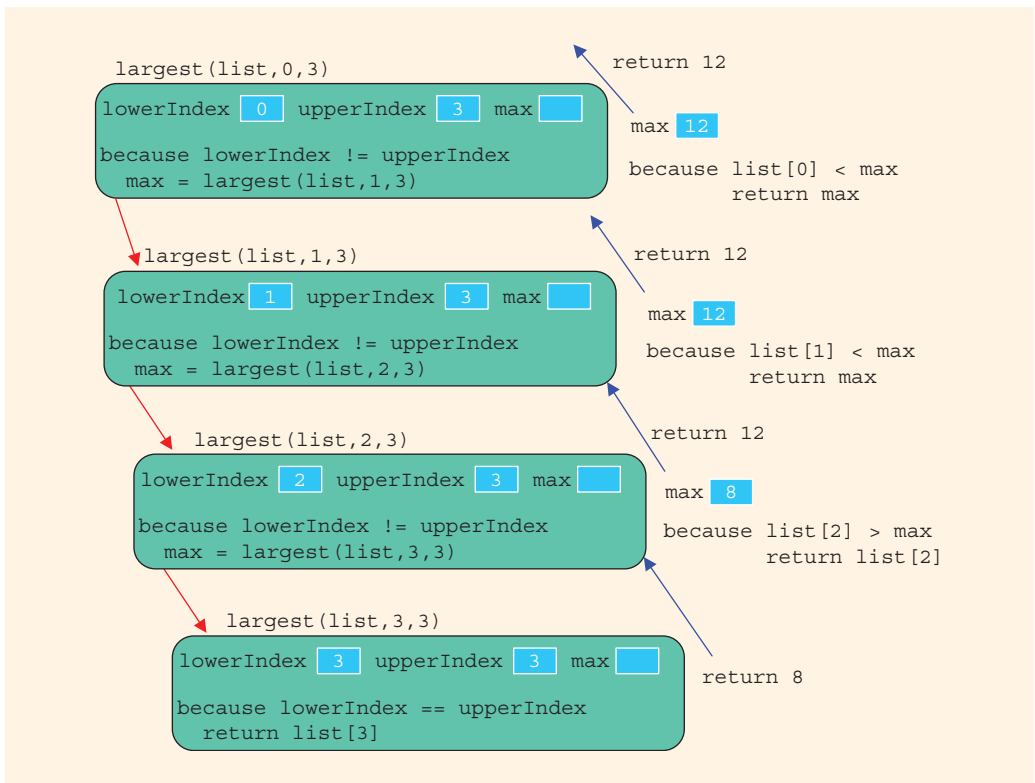 largest(list,0,3)
return 12
lowerIndex 0 upperIndex 3 max
max 12
because lowerIndex != upperIndex
max = largest(list,1,3)
because list[0] < max
return max
largest(list,1,3)
return 12
lowerIndex 1 upperIndex 3 max
max 12
because lowerIndex != upperIndex
max = largest(list,2,3)
because list[1] < max
return max
largest(list,2,3)
return 12
lowerIndex 2 upperIndex 3 max
max 8
because lowerIndex != upperIndex
max = largest(list,3,3)
because list[2] > max
return list[2]
largest(list,3,3)
lowerIndex 3 upperIndex 3 max
return 8
because lowerIndex == upperIndex
return list[3]